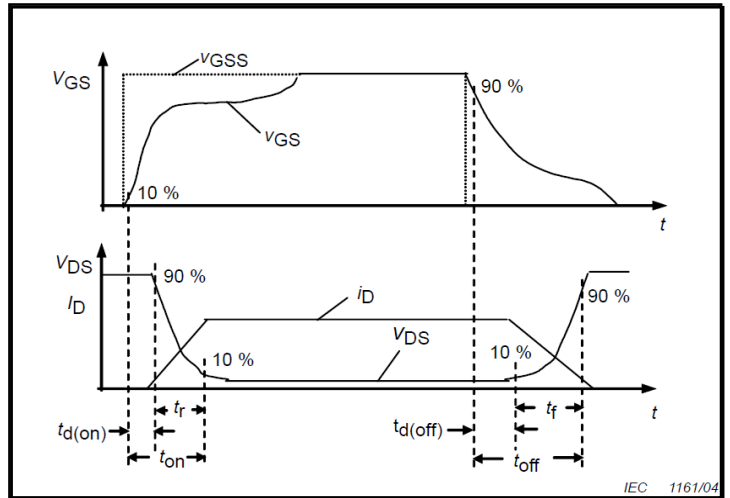 vGSS
VGS
90 %
vGS
10 %
t
VDS
90 %
iD
ID
90 %
VDS
10 %
10 %
tr
tf
t
td(on)
td(off)
ton
toff
IEC 1161/04